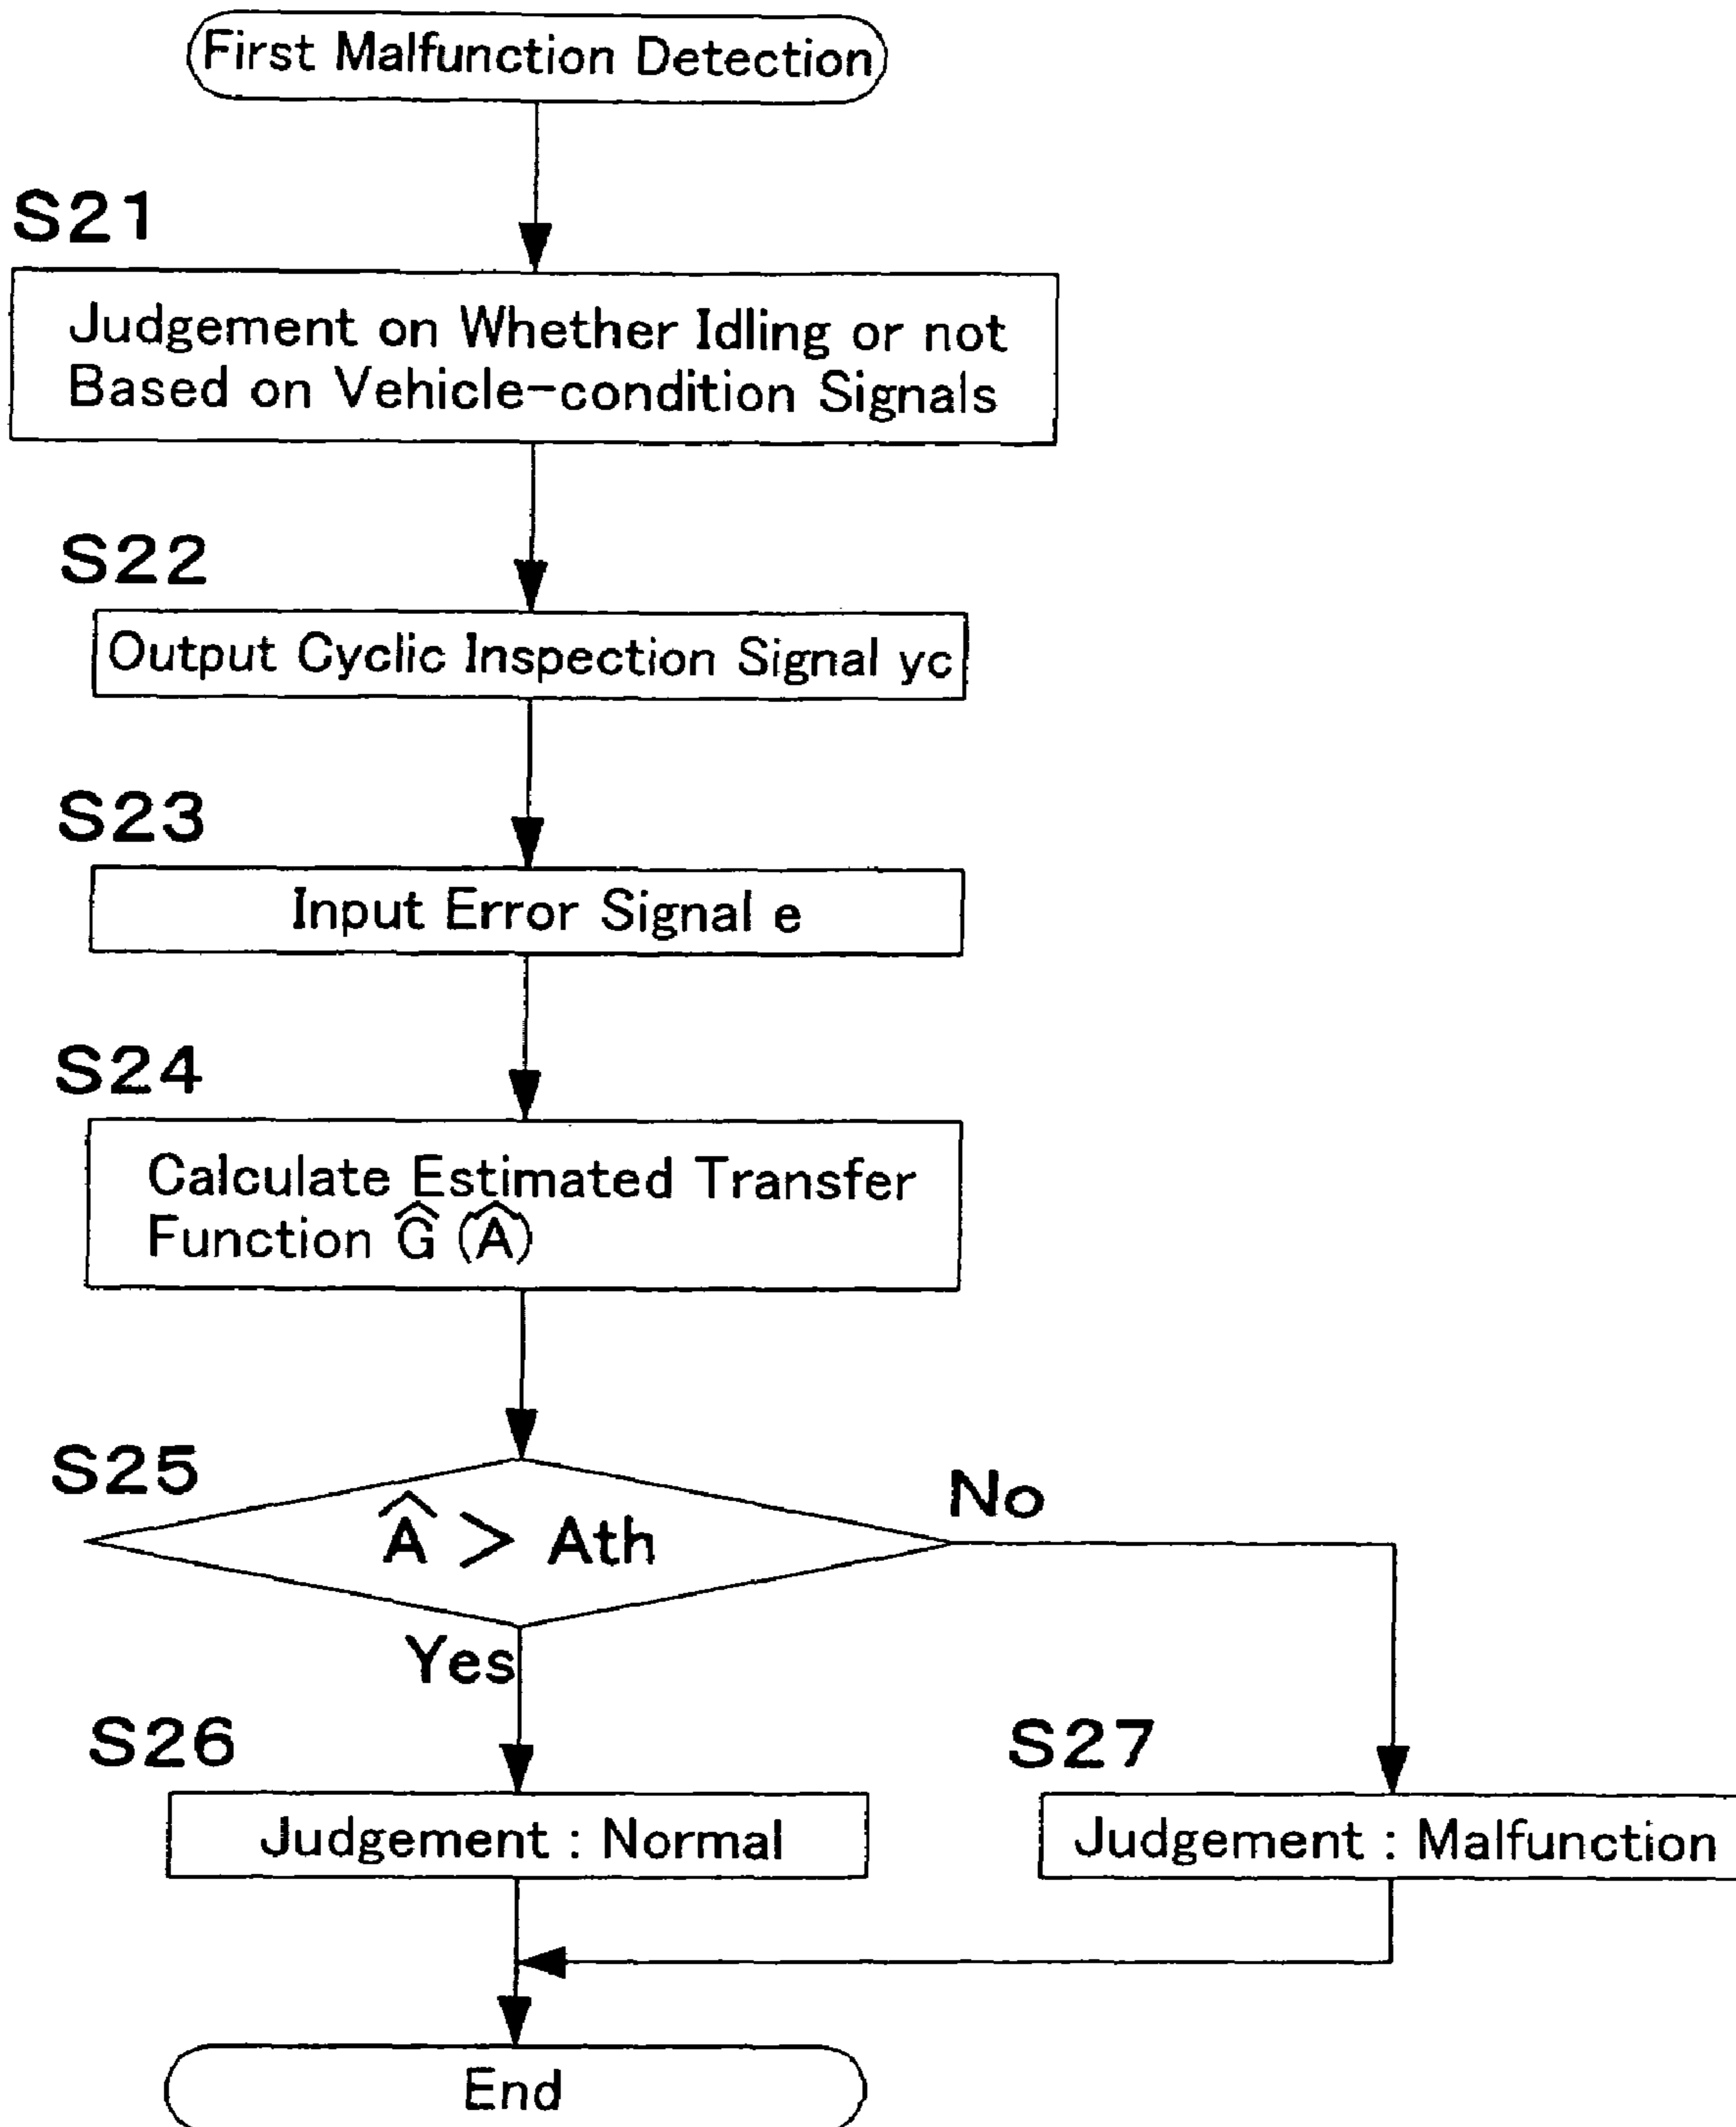 First Malfunction Detection
S21
Judgement on Whether Idling or not
Based on Vehicle-condition Signals
S22
Output Cyclic Inspection Signal yc
S23
Input Error Signal e
S24
Calculate Estimated Transfer
Function Ĝ (Â)
S25
Â > Ath
No
Yes
S26
S27
Judgement : Normal
Judgement : Malfunction
End